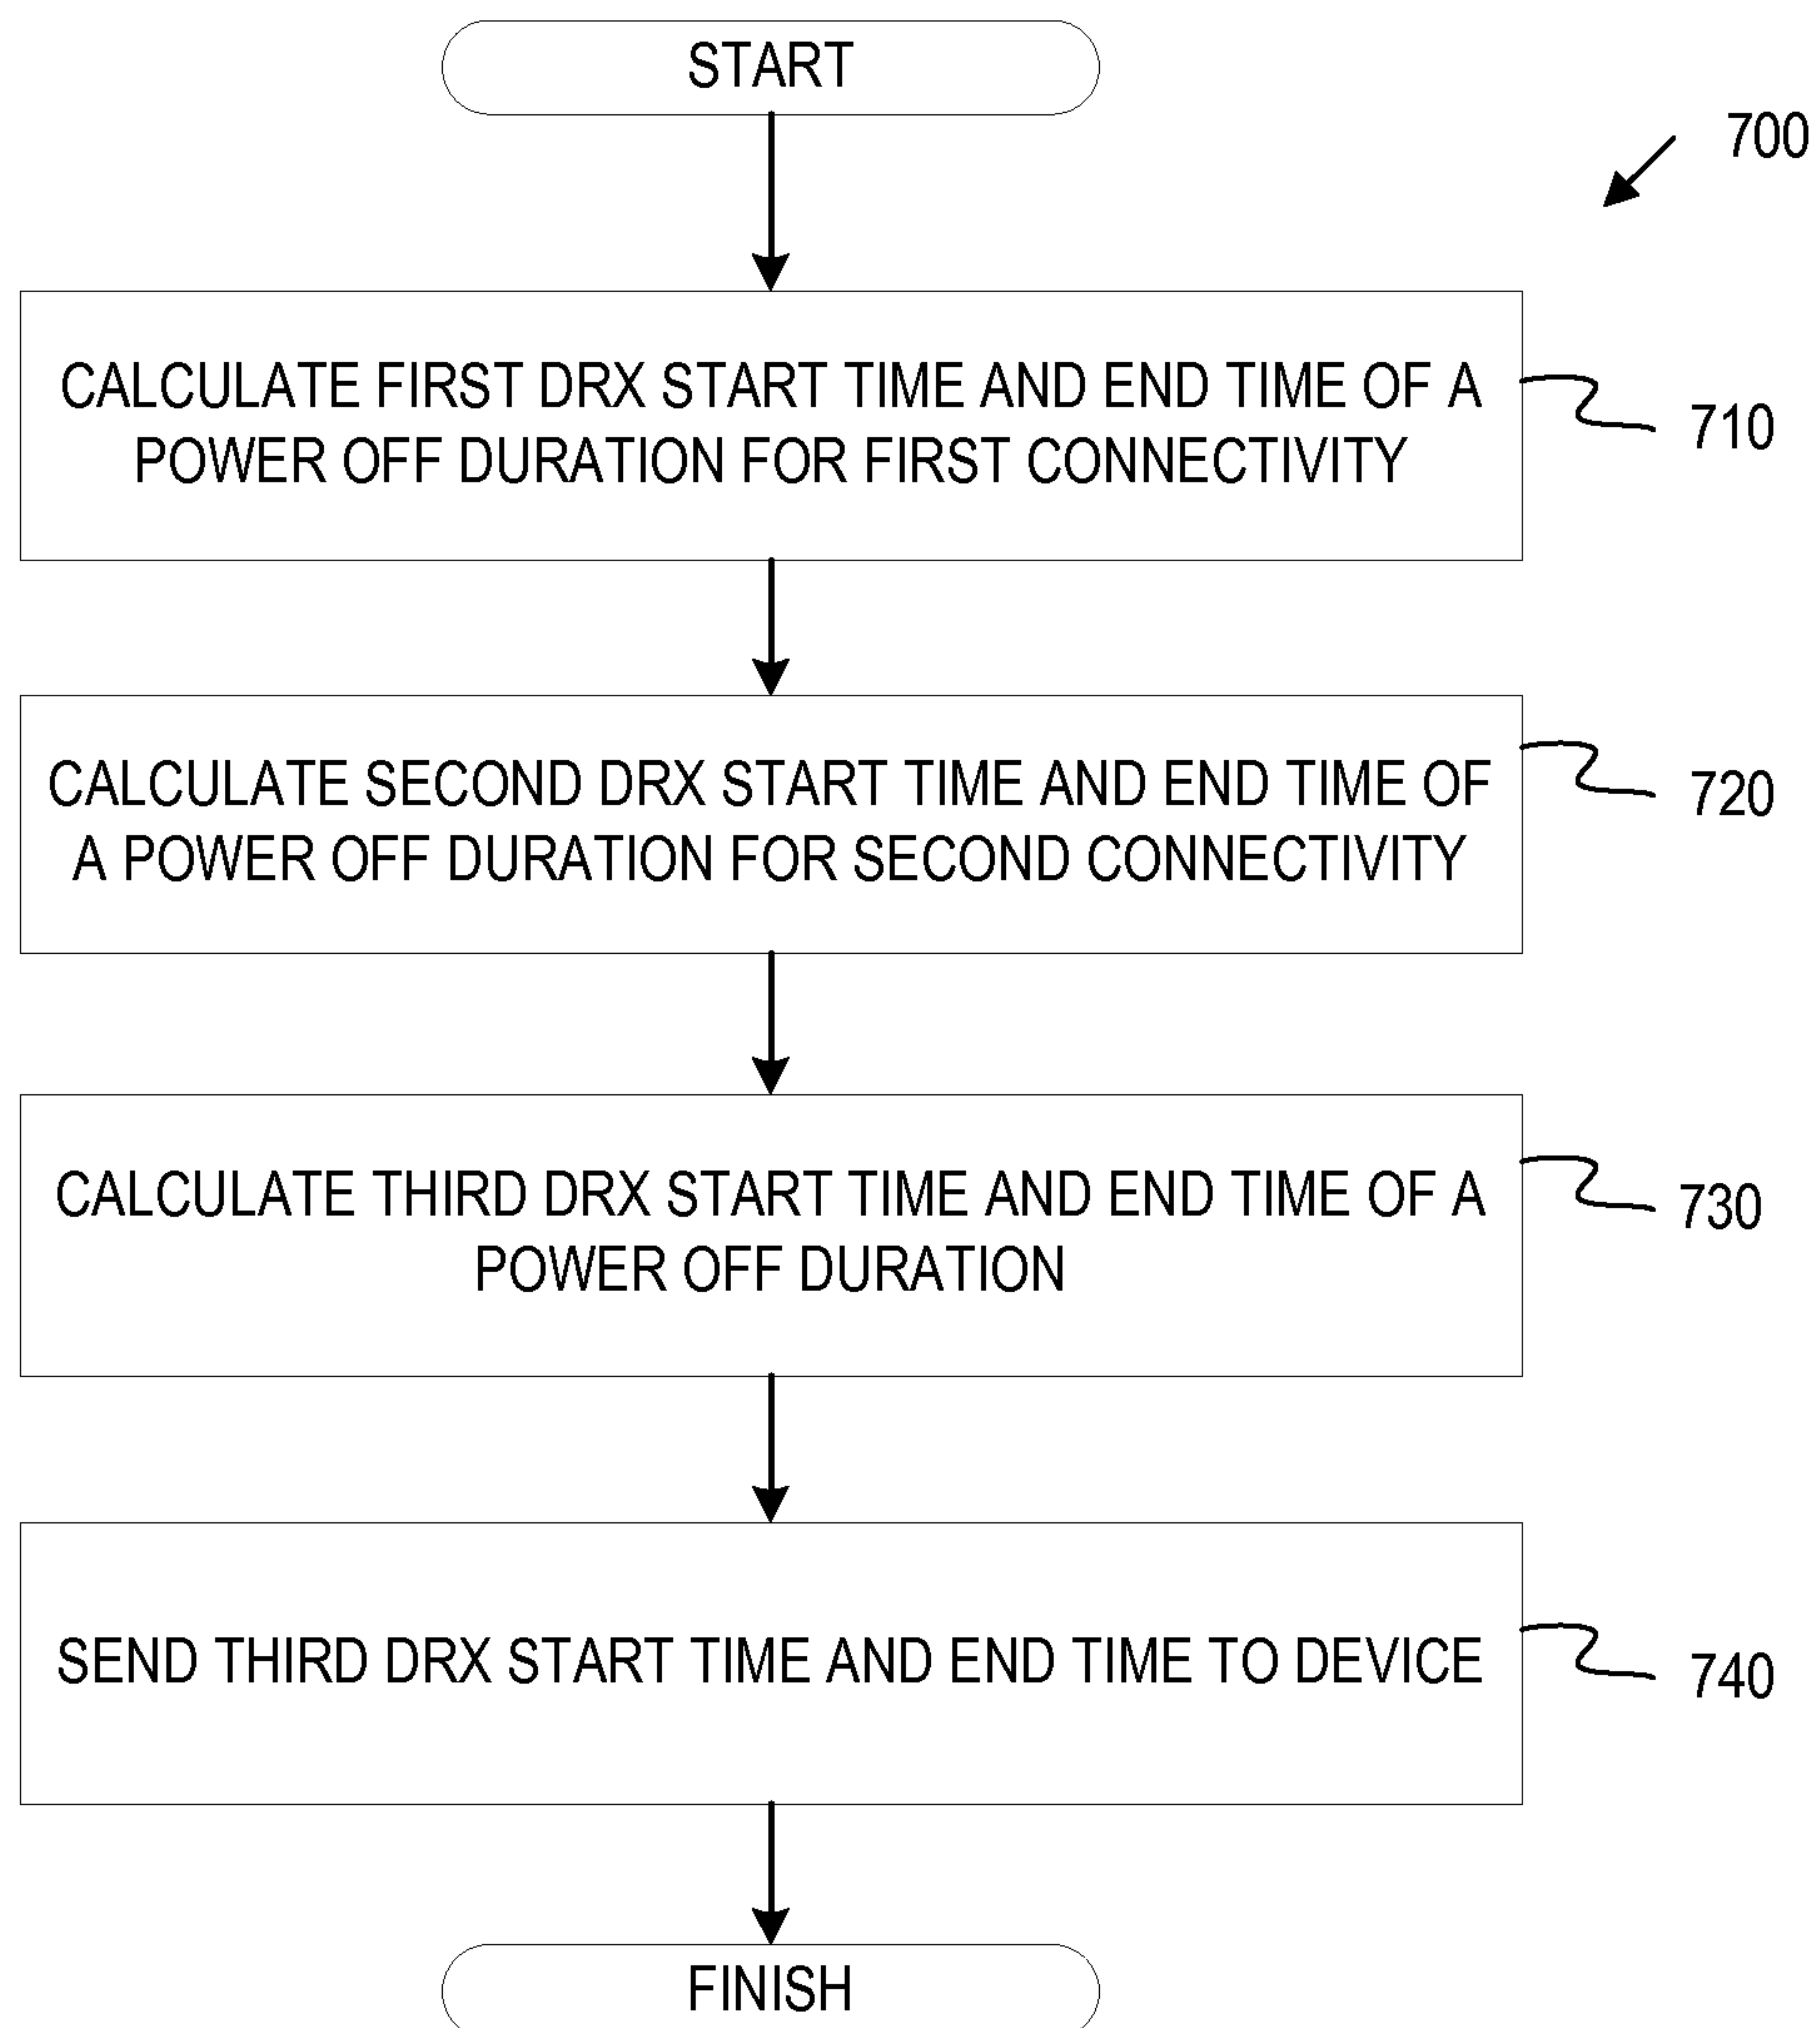 START
700
CALCULATE FIRST DRX START TIME AND END TIME OF A
POWER OFF DURATION FOR FIRST CONNECTIVITY
710
CALCULATE SECOND DRX START TIME AND END TIME OF
A POWER OFF DURATION FOR SECOND CONNECTIVITY
720
CALCULATE THIRD DRX START TIME AND END TIME OF A
POWER OFF DURATION
730
SEND THIRD DRX START TIME AND END TIME TO DEVICE
740
FINISH